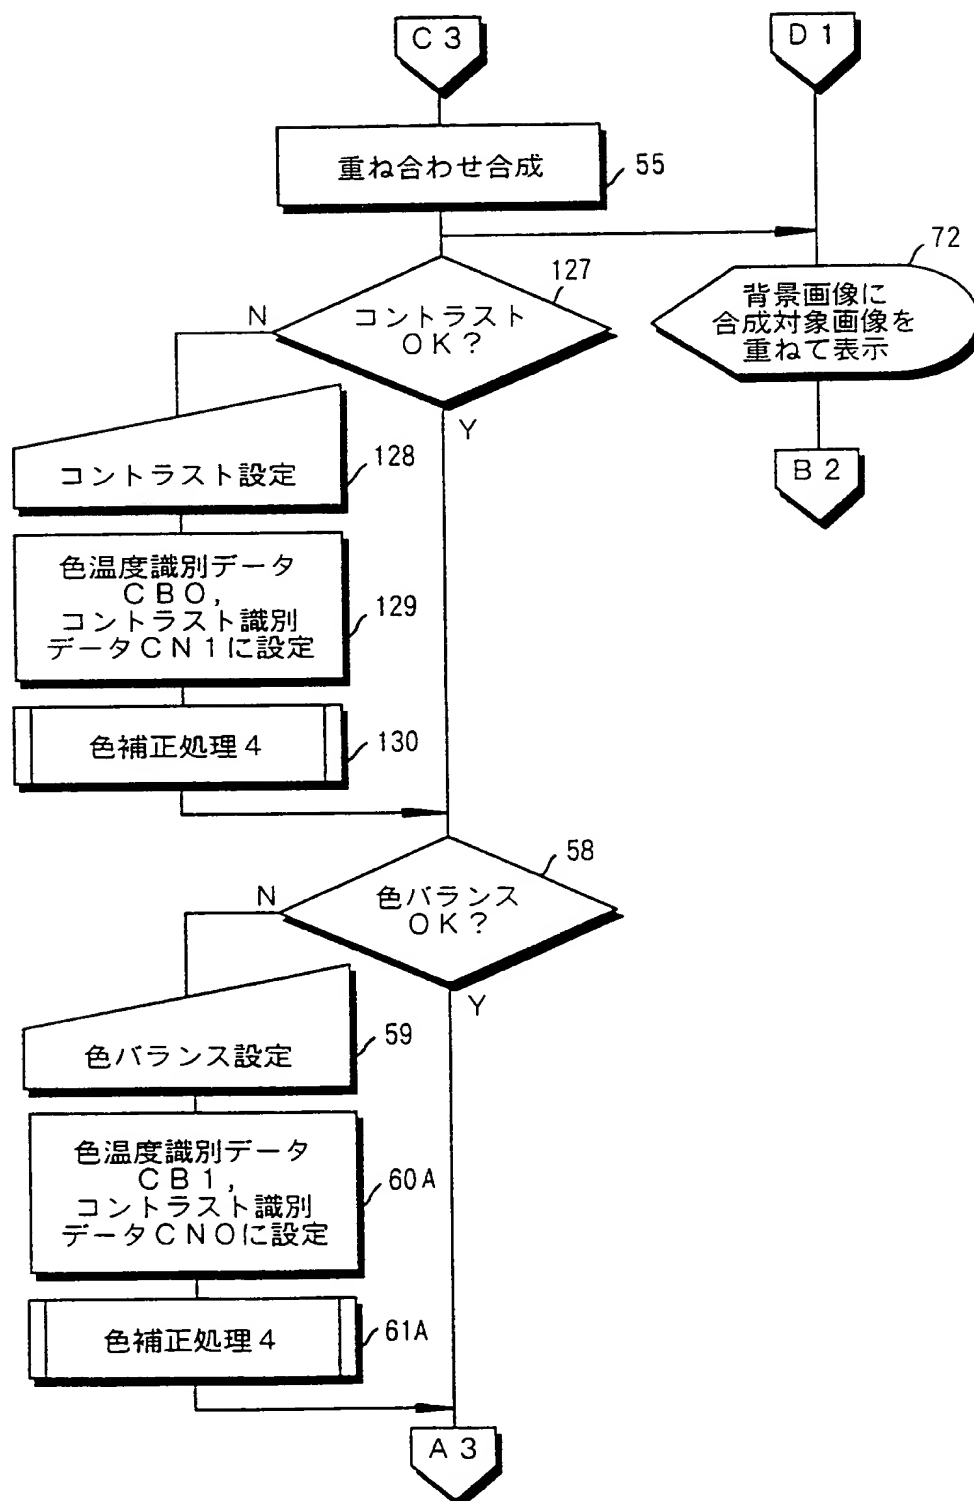 C3
D1
重ね合わせ合成
55
72
背景画像に
合成対象画像を
重ねて表示
B2
127
コントラスト
OK?
N
Y
コントラスト設定
128
色温度識別データ
CB0,
コントラスト識別
データCN1に設定
129
色補正処理4
130
58
色バランス
OK?
N
Y
色バランス設定
59
色温度識別データ
CB1,
コントラスト識別
データCN0に設定
60A
色補正処理4
61A
A3